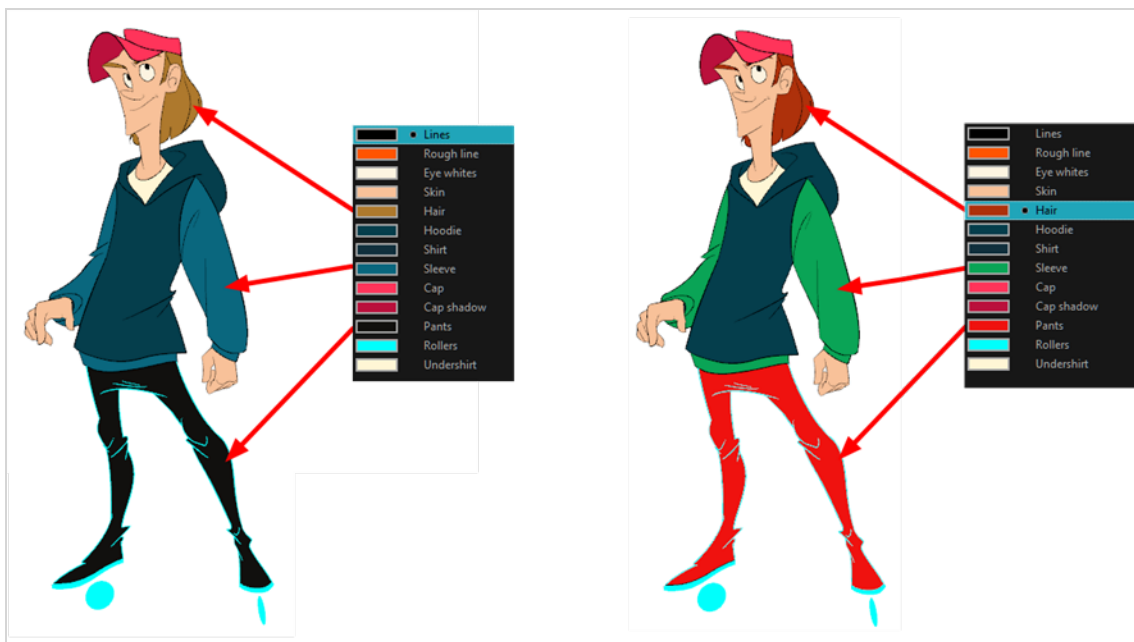 Lines
Rough line
Eye whites
Skin
Hair
Hoodie
Shirt
Sleeve
Cap
Cap shadow
Pants
Rollers
Undershirt
Lines
Rough line
Eye whites
Skin
Hair
Hoodie
Shirt
Sleeve
Cap
Cap shadow
Pants
Rollers
Undershirt